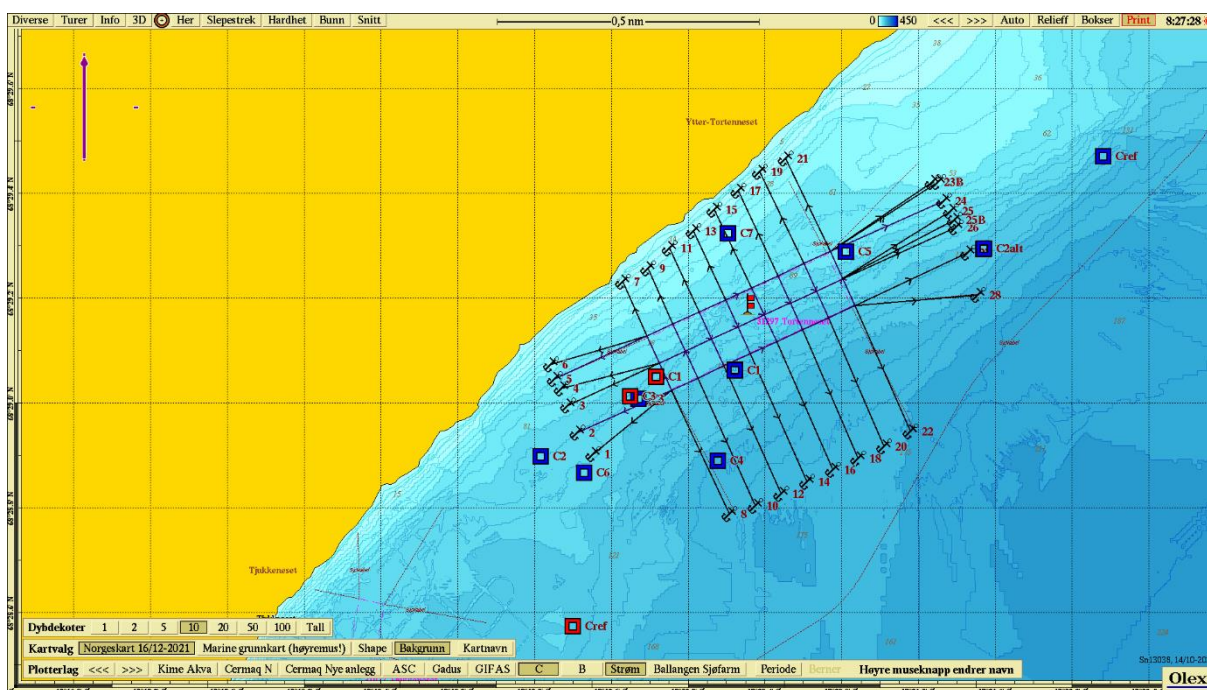 Diverse Turer Info 3D Her Slepestrek Hardhet Bunn Snitt 0,5 nm 0 450 <<< >>> Auto Relieff Bokser Print 8:27:28
Ytter-Tortenneset
Cref
21
19
17
15
13
11
9
7
C7
23B
24
25
25B
26
C5
C2alt
28
31397 Tortenneset
6
5
4
3
C1
C1
C3
2
1
C2
C6
C4
22
20
18
16
14
12
10
8
Tjukkeneset
Cref
Dybdekoter 1 2 5 10 20 50 100 Tall
Kartvalg Norgeskart 16/12-2021 Marine grunnkart (høyremus!) Shape Bakgrunn Kartnavn
Plotterlag <<< >>> Kime Akva Cermaq N Cermaq Nye anlegg ASC Gadus GIFAS C B Strøm Ballangen Sjøfarm Periode Berner Høyre museknapp endrer navn
Olex